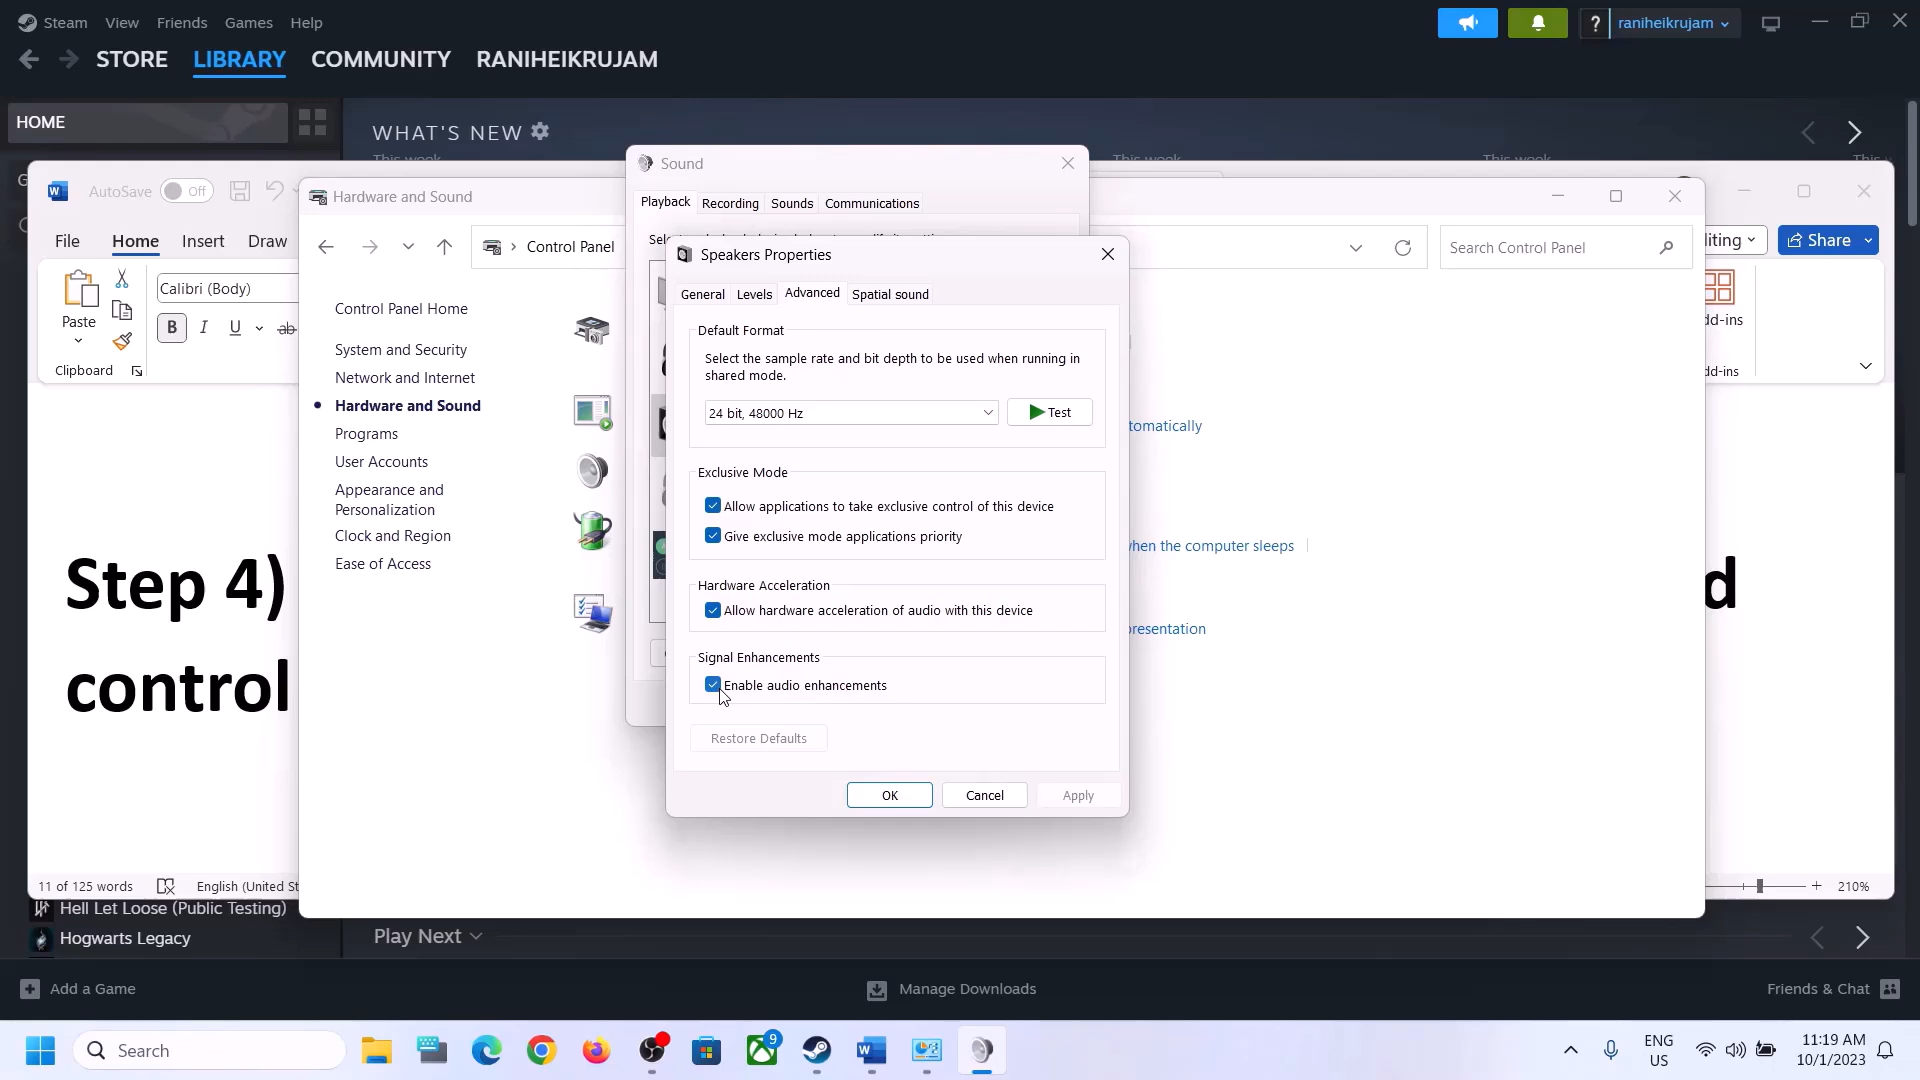 Steam View Friends Games Help
raniheikrujam
STORE LIBRARY COMMUNITY RANIHEIKRUJAM
HOME
WHAT'S NEW
Sound
AutoSave Off
Hardware and Sound
Playback Recording Sounds Communications
File Home Insert Draw
Control Panel
Search Control Panel
Share
Speakers Properties
General Levels Advanced Spatial sound
Calibri (Body)
Paste
B I U ab
Clipboard
Control Panel Home
System and Security
Network and Internet
Hardware and Sound
Programs
User Accounts
Appearance and
Personalization
Clock and Region
Ease of Access
Default Format
Select the sample rate and bit depth to be used when running in
shared mode.
24 bit, 48000 Hz Test
Exclusive Mode
Allow applications to take exclusive control of this device
Give exclusive mode applications priority
Hardware Acceleration
Allow hardware acceleration of audio with this device
Signal Enhancements
Enable audio enhancements
Restore Defaults
OK Cancel Apply
tomatically
when the computer sleeps
presentation
Step 4)
control
11 of 125 words English (United St
210%
Hell Let Loose (Public Testing)
Hogwarts Legacy
Play Next
Add a Game
Manage Downloads
Friends & Chat
Search
9
ENG
US
11:19 AM
10/1/2023